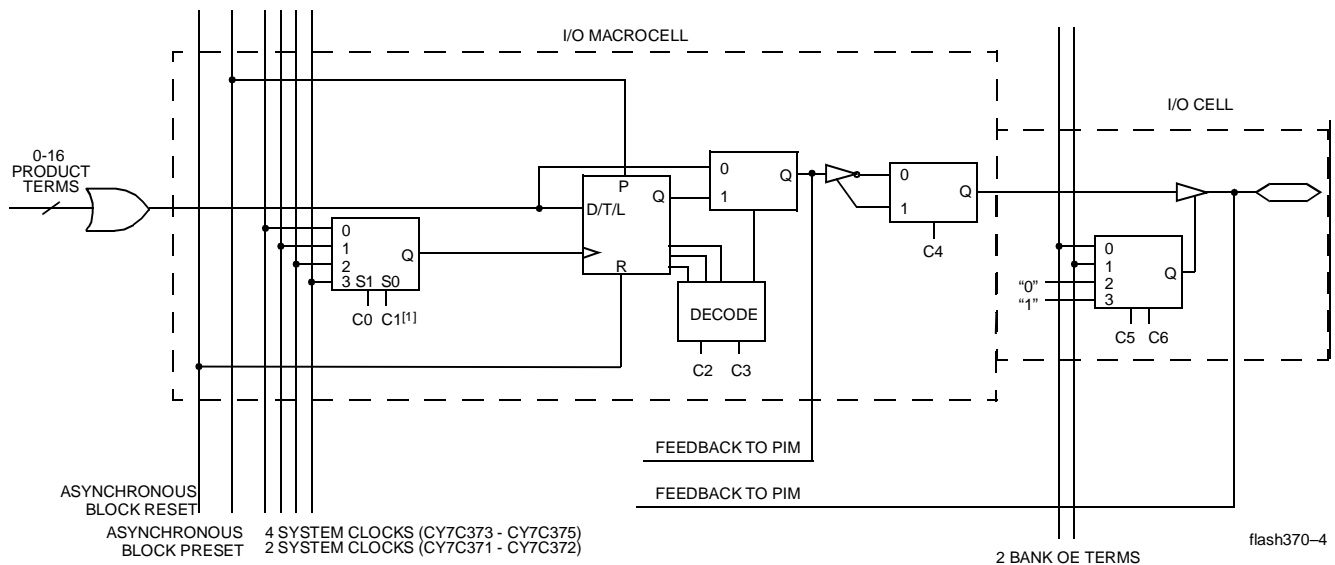 I/O MACROCELL
I/O CELL
0-16
PRODUCT
TERMS
P
D/T/L
Q
R
0
1
Q
0
1
Q
C4
0
1
2
3 S1 S0
Q
C0 C1[1]
DECODE
C2 C3
0
1
2
3
Q
“0”
“1”
C5 C6
FEEDBACK TO PIM
FEEDBACK TO PIM
ASYNCHRONOUS
BLOCK RESET
ASYNCHRONOUS
BLOCK PRESET
4 SYSTEM CLOCKS (CY7C373 - CY7C375)
2 SYSTEM CLOCKS (CY7C371 - CY7C372)
2 BANK OE TERMS
flash370–4